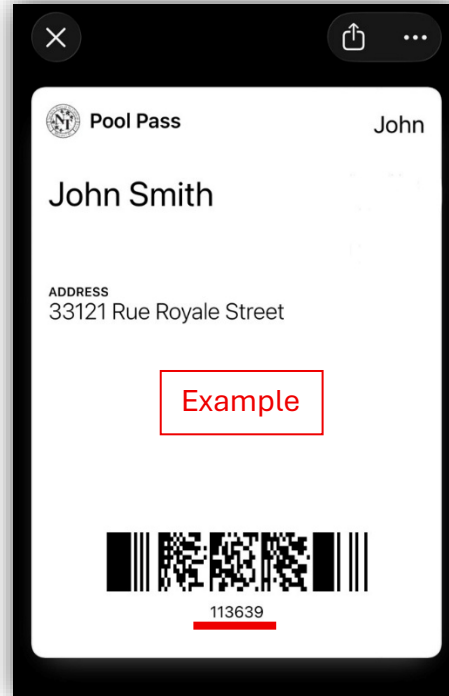 Pool Pass
John
John Smith
ADDRESS
33121 Rue Royale Street
Example
113639